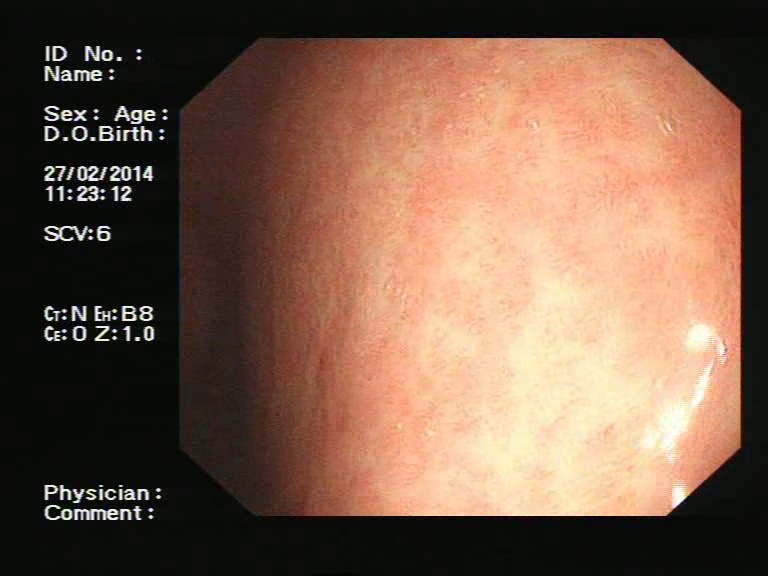 ID No. :
Name:
Sex: Age:
D.O.Birth:
27/02/2014
11:23:12
SCV:6
CT:N EH:B8
CE:0 Z:1.0
Physician:
Comment: